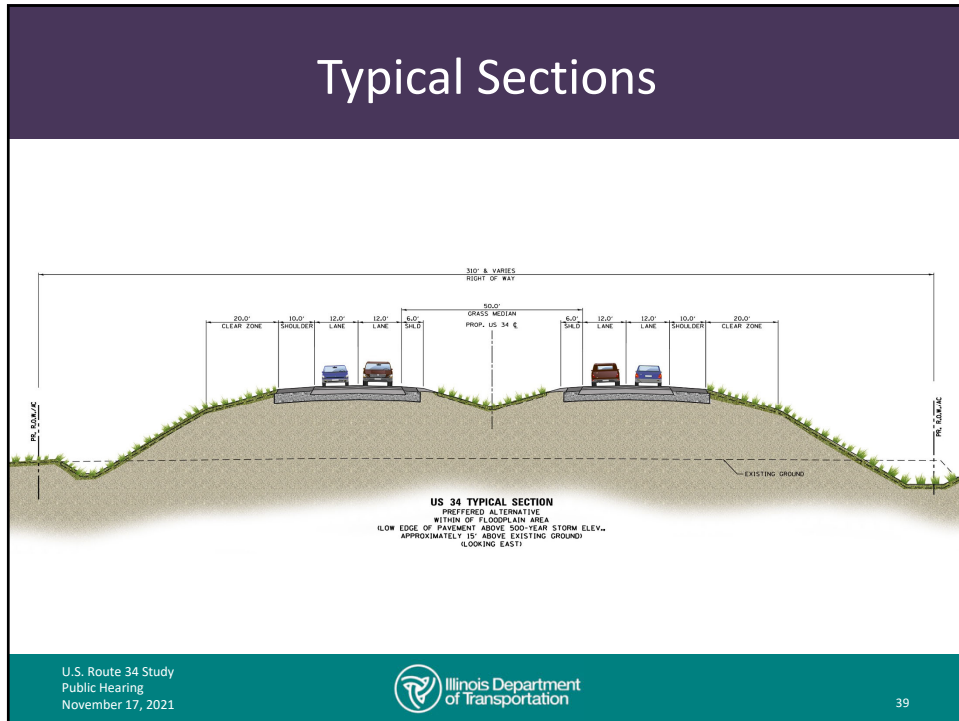 Typical Sections
310' & VARIES
RIGHT OF WAY
50.0'
GRASS MEDIAN
PROP. US 34 ℄
20.0' 10.0' 12.0' 12.0' 6.0' 6.0' 12.0' 12.0' 10.0' 20.0'
CLEAR ZONE SHOULDER LANE LANE SHLD SHLD LANE LANE SHOULDER CLEAR ZONE
PR. R.O.W./AC
PR. R.O.W./AC
EXISTING GROUND
US 34 TYPICAL SECTION
PREFFERED ALTERNATIVE
WITHIN OF FLOODPLAIN AREA
(LOW EDGE OF PAVEMENT ABOVE 500-YEAR STORM ELEV.,
APPROXIMATELY 15' ABOVE EXISTING GROUND)
(LOOKING EAST)
U.S. Route 34 Study
Public Hearing
November 17, 2021
Illinois Department
of Transportation
39